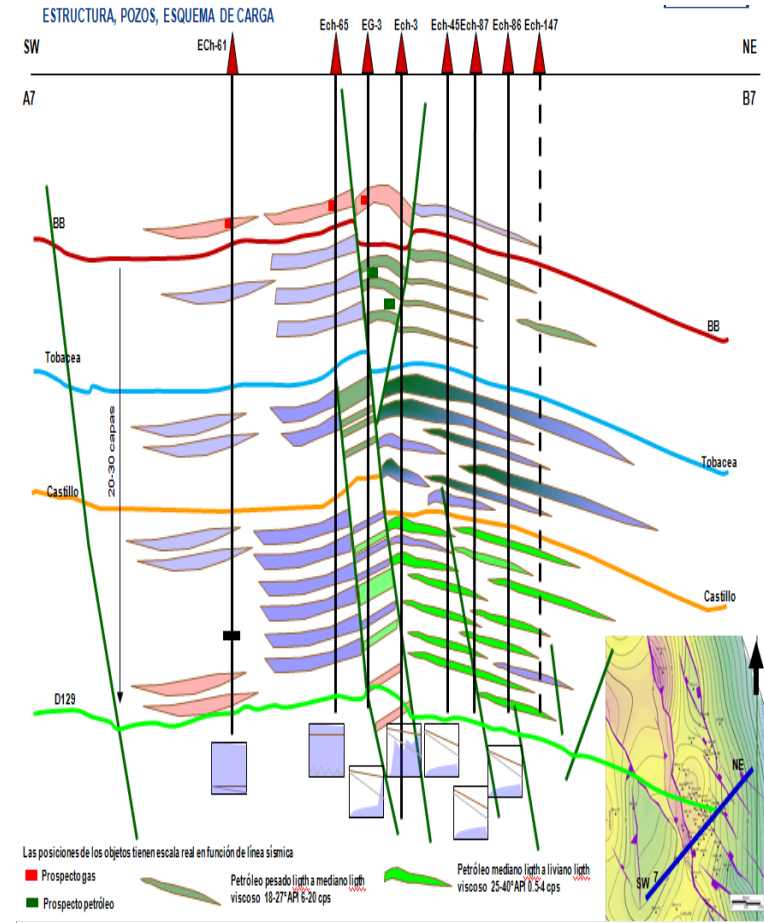 ESTRUCTURA, POZOS, ESQUEMA DE CARGA
Ech-65 EG-3 Ech-3 Ech-45 Ech-87 Ech-86 Ech-147
SW ECh-61 NE
A7 B7
BB
BB
Tobacea
20-30 capas
Tobacea
Castillo
Castillo
D129
NE
SW 7
Las posiciones de los objetos tienen escala real en función de línea sísmica
Prospecto gas
Prospecto petróleo
Petróleo pesado ligth a mediano ligth
viscoso 18-27°API 6-20 cps
Petróleo mediano ligth a liviano ligth
viscoso 25-40°API 0.5-4 cps